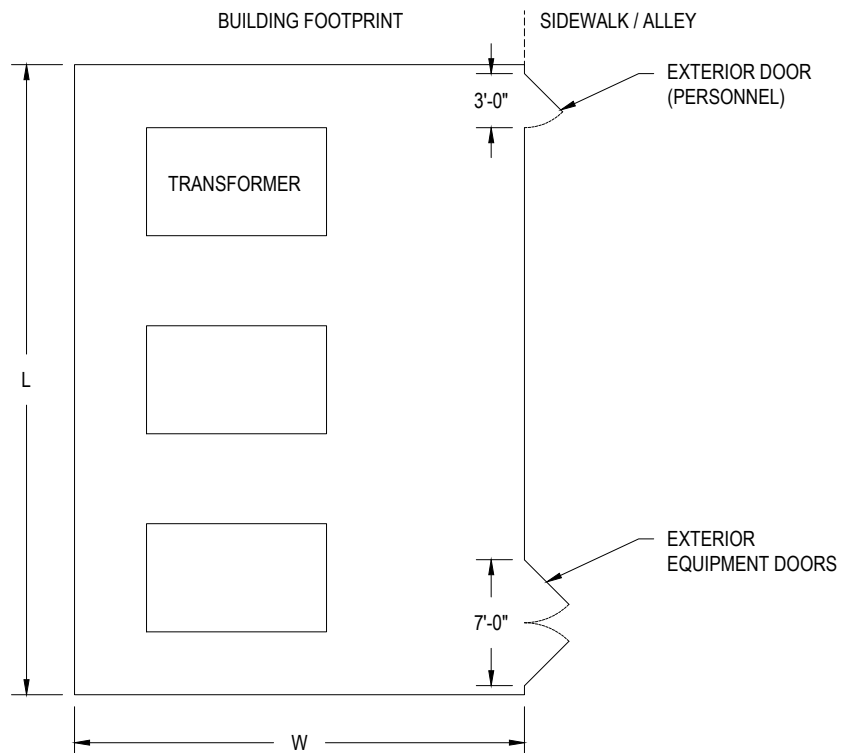 BUILDING FOOTPRINT
SIDEWALK / ALLEY
EXTERIOR DOOR
(PERSONNEL)
3'-0"
TRANSFORMER
L
EXTERIOR
EQUIPMENT DOORS
7'-0"
W